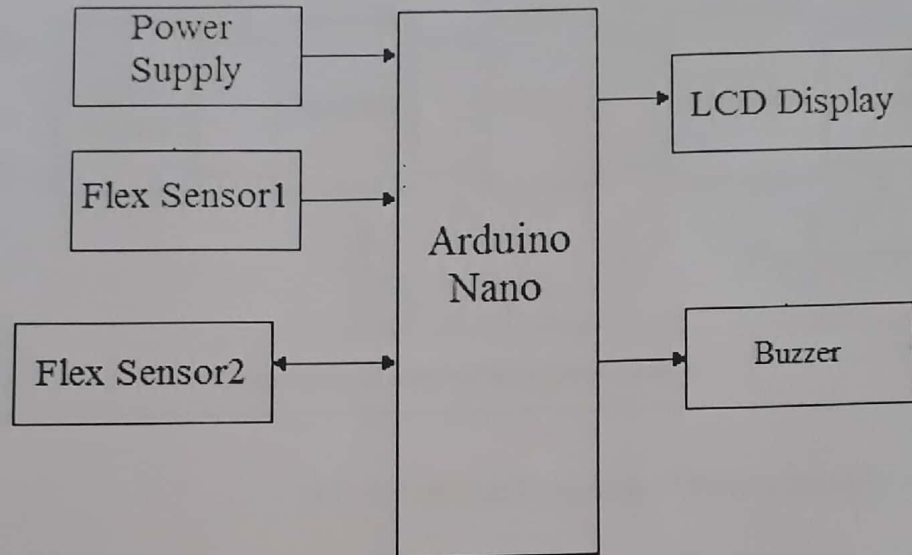 Power
Supply
Flex Sensor1
Flex Sensor2
Arduino
Nano
LCD Display
Buzzer